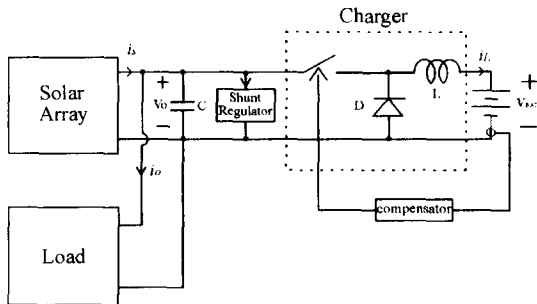 Charger
is
iL
Solar
Array
+
Vo
−
C
Shunt
Regulator
D
L
+
VBAT
−
io
compensator
Load